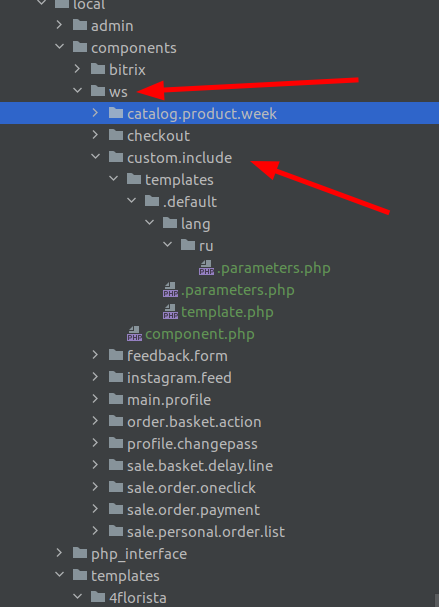 local
admin
components
bitrix
ws
catalog.product.week
checkout
custom.include
templates
.default
lang
ru
PHP .parameters.php
PHP .parameters.php
PHP template.php
PHP component.php
feedback.form
instagram.feed
main.profile
order.basket.action
profile.changepass
sale.basket.delay.line
sale.order.oneclick
sale.order.payment
sale.personal.order.list
php_interface
templates
4florista